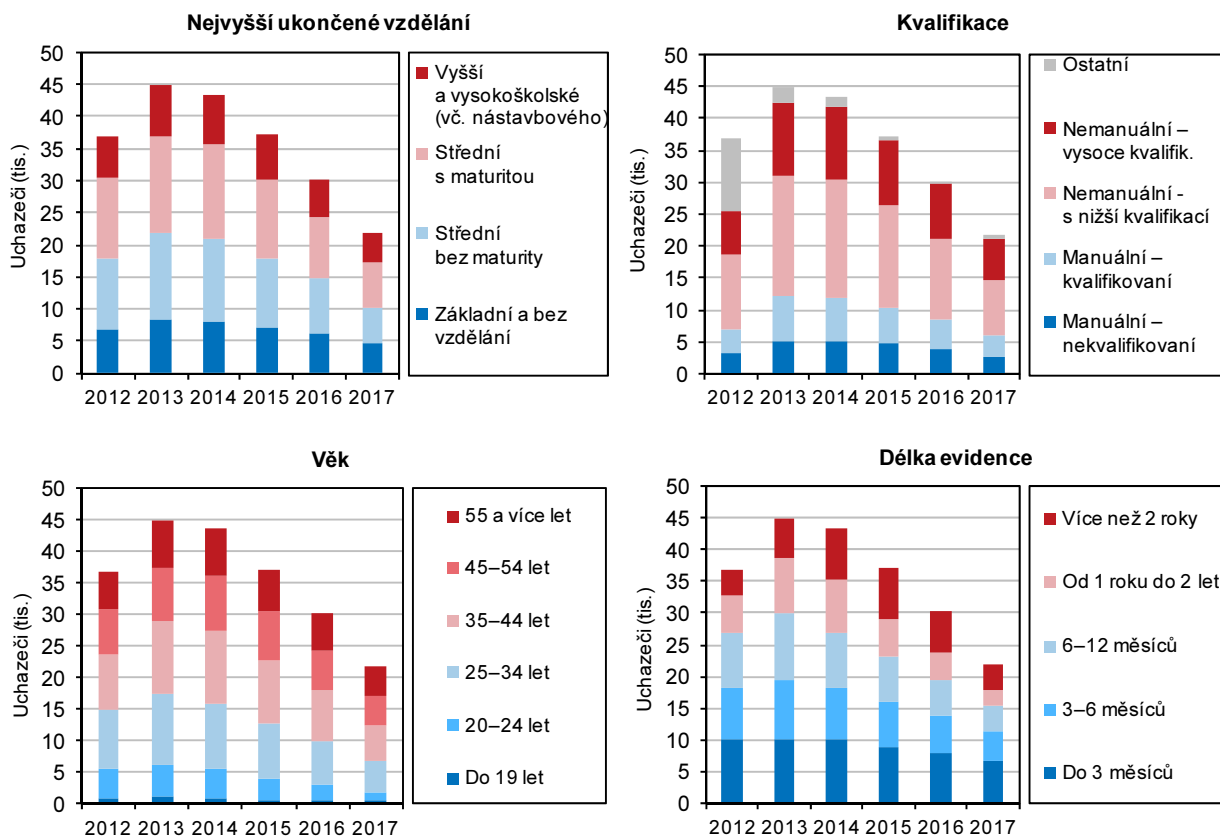 Nejvyšší ukončené vzdělání
Uchazeči (tis.)
50
45
40
35
30
25
20
15
10
5
0
2012 2013 2014 2015 2016 2017
Vyšší
a vysokoškolské
(vč. nástavbového)
Střední
s maturitou
Střední
bez maturity
Základní a bez
vzdělání
Kvalifikace
Uchazeči (tis.)
50
45
40
35
30
25
20
15
10
5
0
2012 2013 2014 2015 2016 2017
Ostatní
Nemanuální –
vysoce kvalifik.
Nemanuální -
s nižší kvalifikací
Manuální –
kvalifikovaní
Manuální –
nekvalifikovaní
Věk
Uchazeči (tis.)
50
45
40
35
30
25
20
15
10
5
0
2012 2013 2014 2015 2016 2017
55 a více let
45–54 let
35–44 let
25–34 let
20–24 let
Do 19 let
Délka evidence
Uchazeči (tis.)
50
45
40
35
30
25
20
15
10
5
0
2012 2013 2014 2015 2016 2017
Více než 2 roky
Od 1 roku do 2 let
6–12 měsíců
3–6 měsíců
Do 3 měsíců